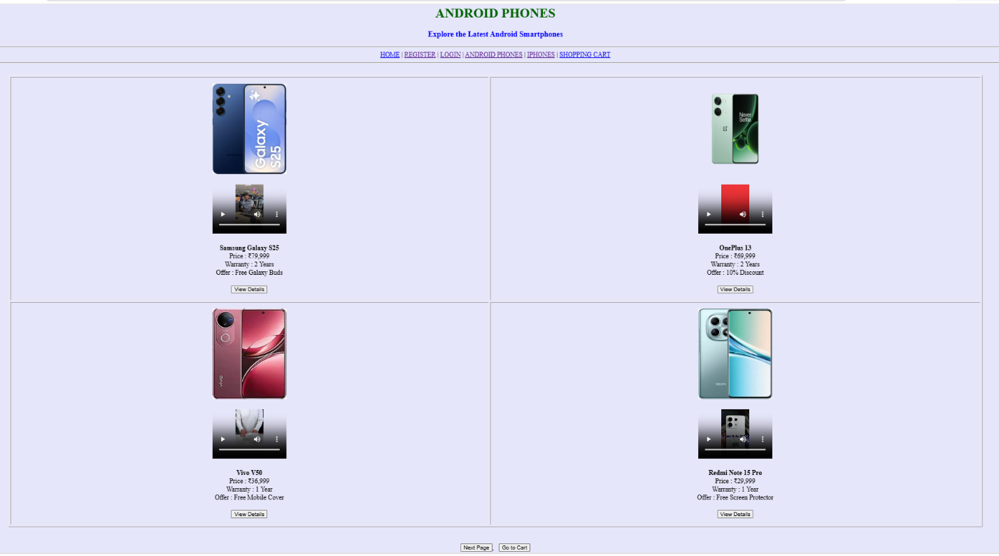 ANDROID PHONES
Explore the Latest Android Smartphones
HOME | REGISTER | LOGIN | ANDROID PHONES | IPHONES | SHOPPING CART
Galaxy
S25
Samsung Galaxy S25
Price : ₹79,999
Warranty : 2 Years
Offer : Free Galaxy Buds
View Details
Never
Settle
OnePlus 13
Price : ₹69,999
Warranty : 2 Years
Offer : 10% Discount
View Details
vivo
Vivo V50
Price : ₹36,999
Warranty : 1 Year
Offer : Free Mobile Cover
View Details
REDMI
Redmi Note 15 Pro
Price : ₹29,999
Warranty : 1 Year
Offer : Free Screen Protector
View Details
Next Page
Go to Cart